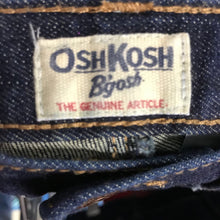 OSHKOSH
B'gosh
THE GENUINE ARTICLE.